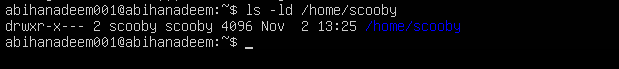 abihanadeem001@abihanadeem:~$ ls -ld /home/scooby
drwxr-x--- 2 scooby scooby 4096 Nov  2 13:25 /home/scooby
abihanadeem001@abihanadeem:~$ _